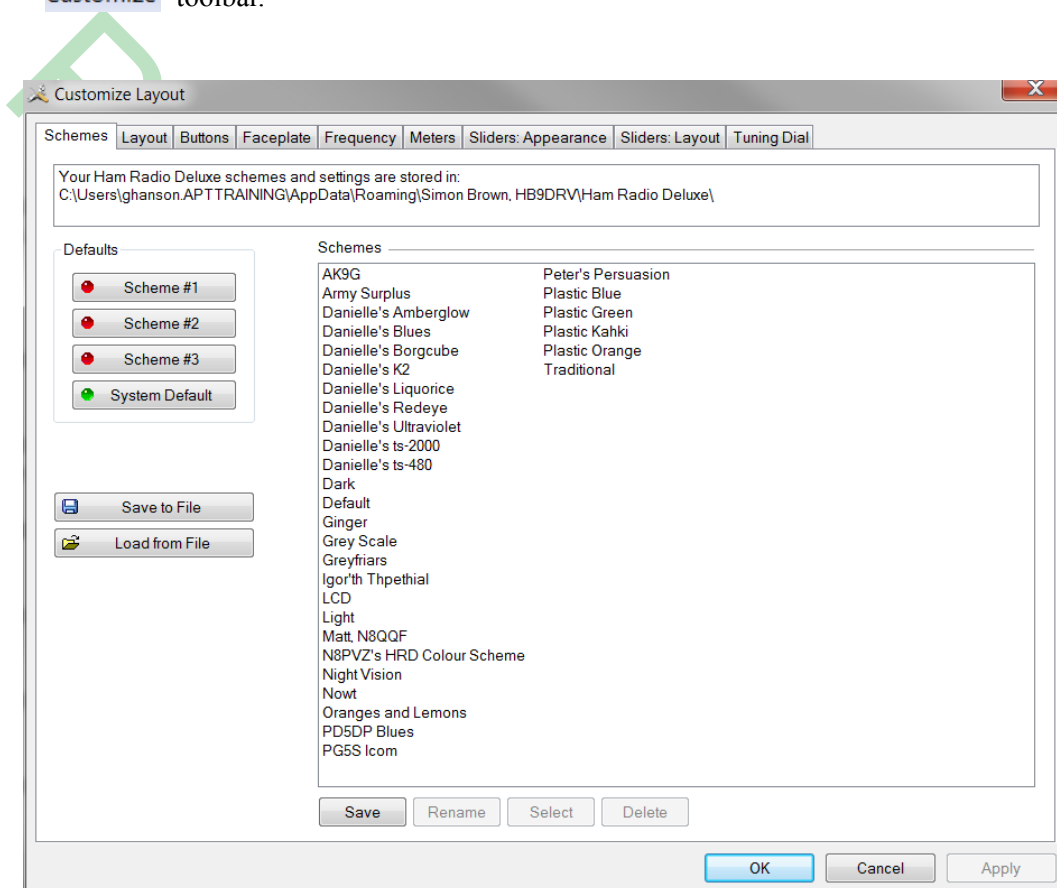 Customize toolbar.
Customize Layout
Schemes Layout Buttons Faceplate Frequency Meters Sliders: Appearance Sliders: Layout Tuning Dial
Your Ham Radio Deluxe schemes and settings are stored in:
C:\Users\ghanson.APTTRAINING\AppData\Roaming\Simon Brown, HB9DRV\Ham Radio Deluxe\
Defaults
Scheme #1
Scheme #2
Scheme #3
System Default
Save to File
Load from File
Schemes
AK9G
Army Surplus
Danielle's Amberglow
Danielle's Blues
Danielle's Borgcube
Danielle's K2
Danielle's Liquorice
Danielle's Redeye
Danielle's Ultraviolet
Danielle's ts-2000
Danielle's ts-480
Dark
Default
Ginger
Grey Scale
Greyfriars
Igor'th Thpethial
LCD
Light
Matt, N8QQF
N8PVZ's HRD Colour Scheme
Night Vision
Nowt
Oranges and Lemons
PD5DP Blues
PG5S Icom
Peter's Persuasion
Plastic Blue
Plastic Green
Plastic Kahki
Plastic Orange
Traditional
Save Rename Select Delete
OK Cancel Apply